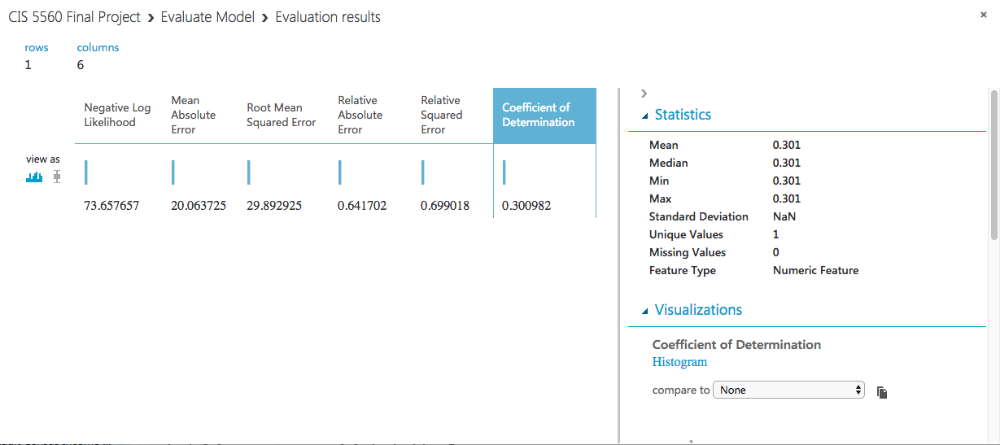 CIS 5560 Final Project › Evaluate Model › Evaluation results
×
rows columns
1 6
Negative Log Likelihood
Mean Absolute Error
Root Mean Squared Error
Relative Absolute Error
Relative Squared Error
Coefficient of Determination
view as
73.657657 20.063725 29.892925 0.641702 0.699018 0.300982
Statistics
Mean 0.301
Median 0.301
Min 0.301
Max 0.301
Standard Deviation NaN
Unique Values 1
Missing Values 0
Feature Type Numeric Feature
Visualizations
Coefficient of Determination
Histogram
compare to None
1